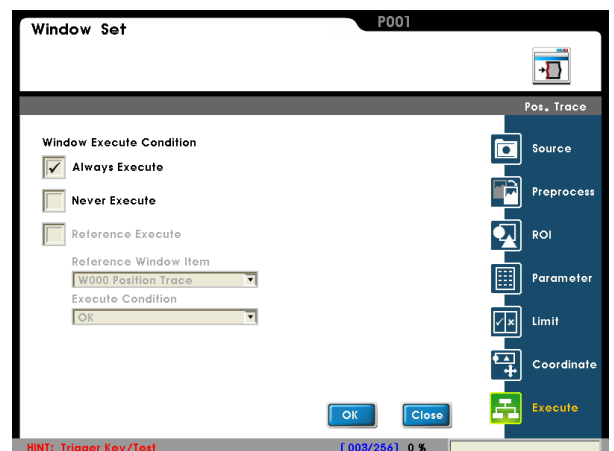 Window Set
P001
Pos. Trace
Window Execute Condition
Always Execute
Never Execute
Reference Execute
Reference Window Item
W000 Position Trace
Execute Condition
OK
Source
Preprocess
ROI
Parameter
Limit
Coordinate
Execute
OK
Close
HINT: Trigger Key/Test
[003/256] 0 %